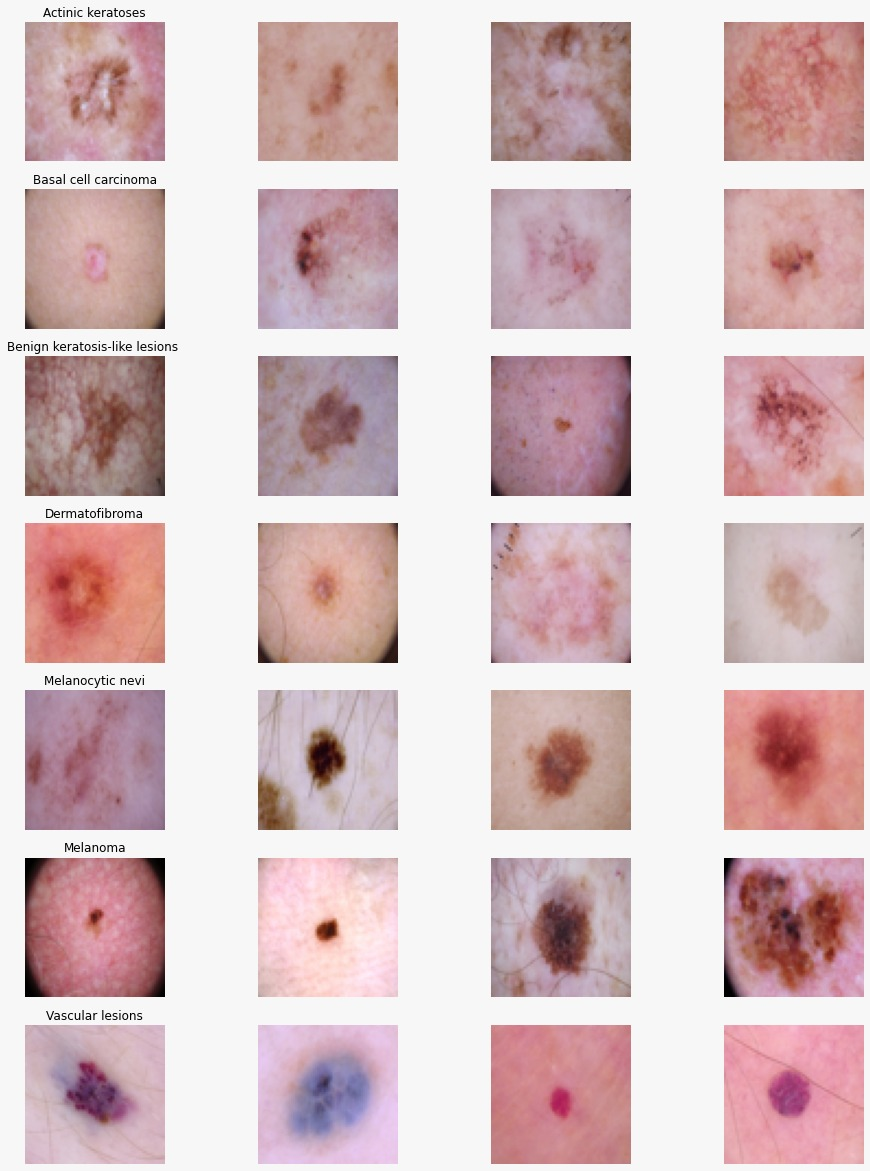 Actinic keratoses
Basal cell carcinoma
Benign keratosis-like lesions
Dermatofibroma
Melanocytic nevi
Melanoma
Vascular lesions